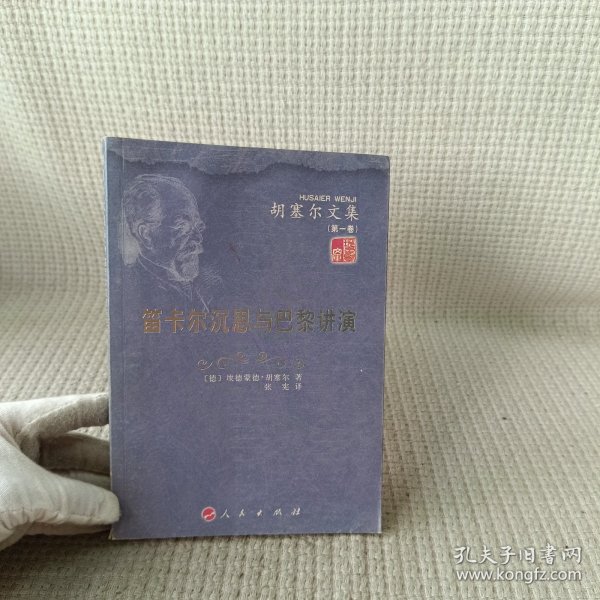 HUSAIER WENJI
胡塞尔文集
(第一卷)
笛卡尔沉思与巴黎讲演
〔德〕埃德蒙德·胡塞尔 著
张宪 译
人民出版社
孔夫子旧书网
www.kongfz.com